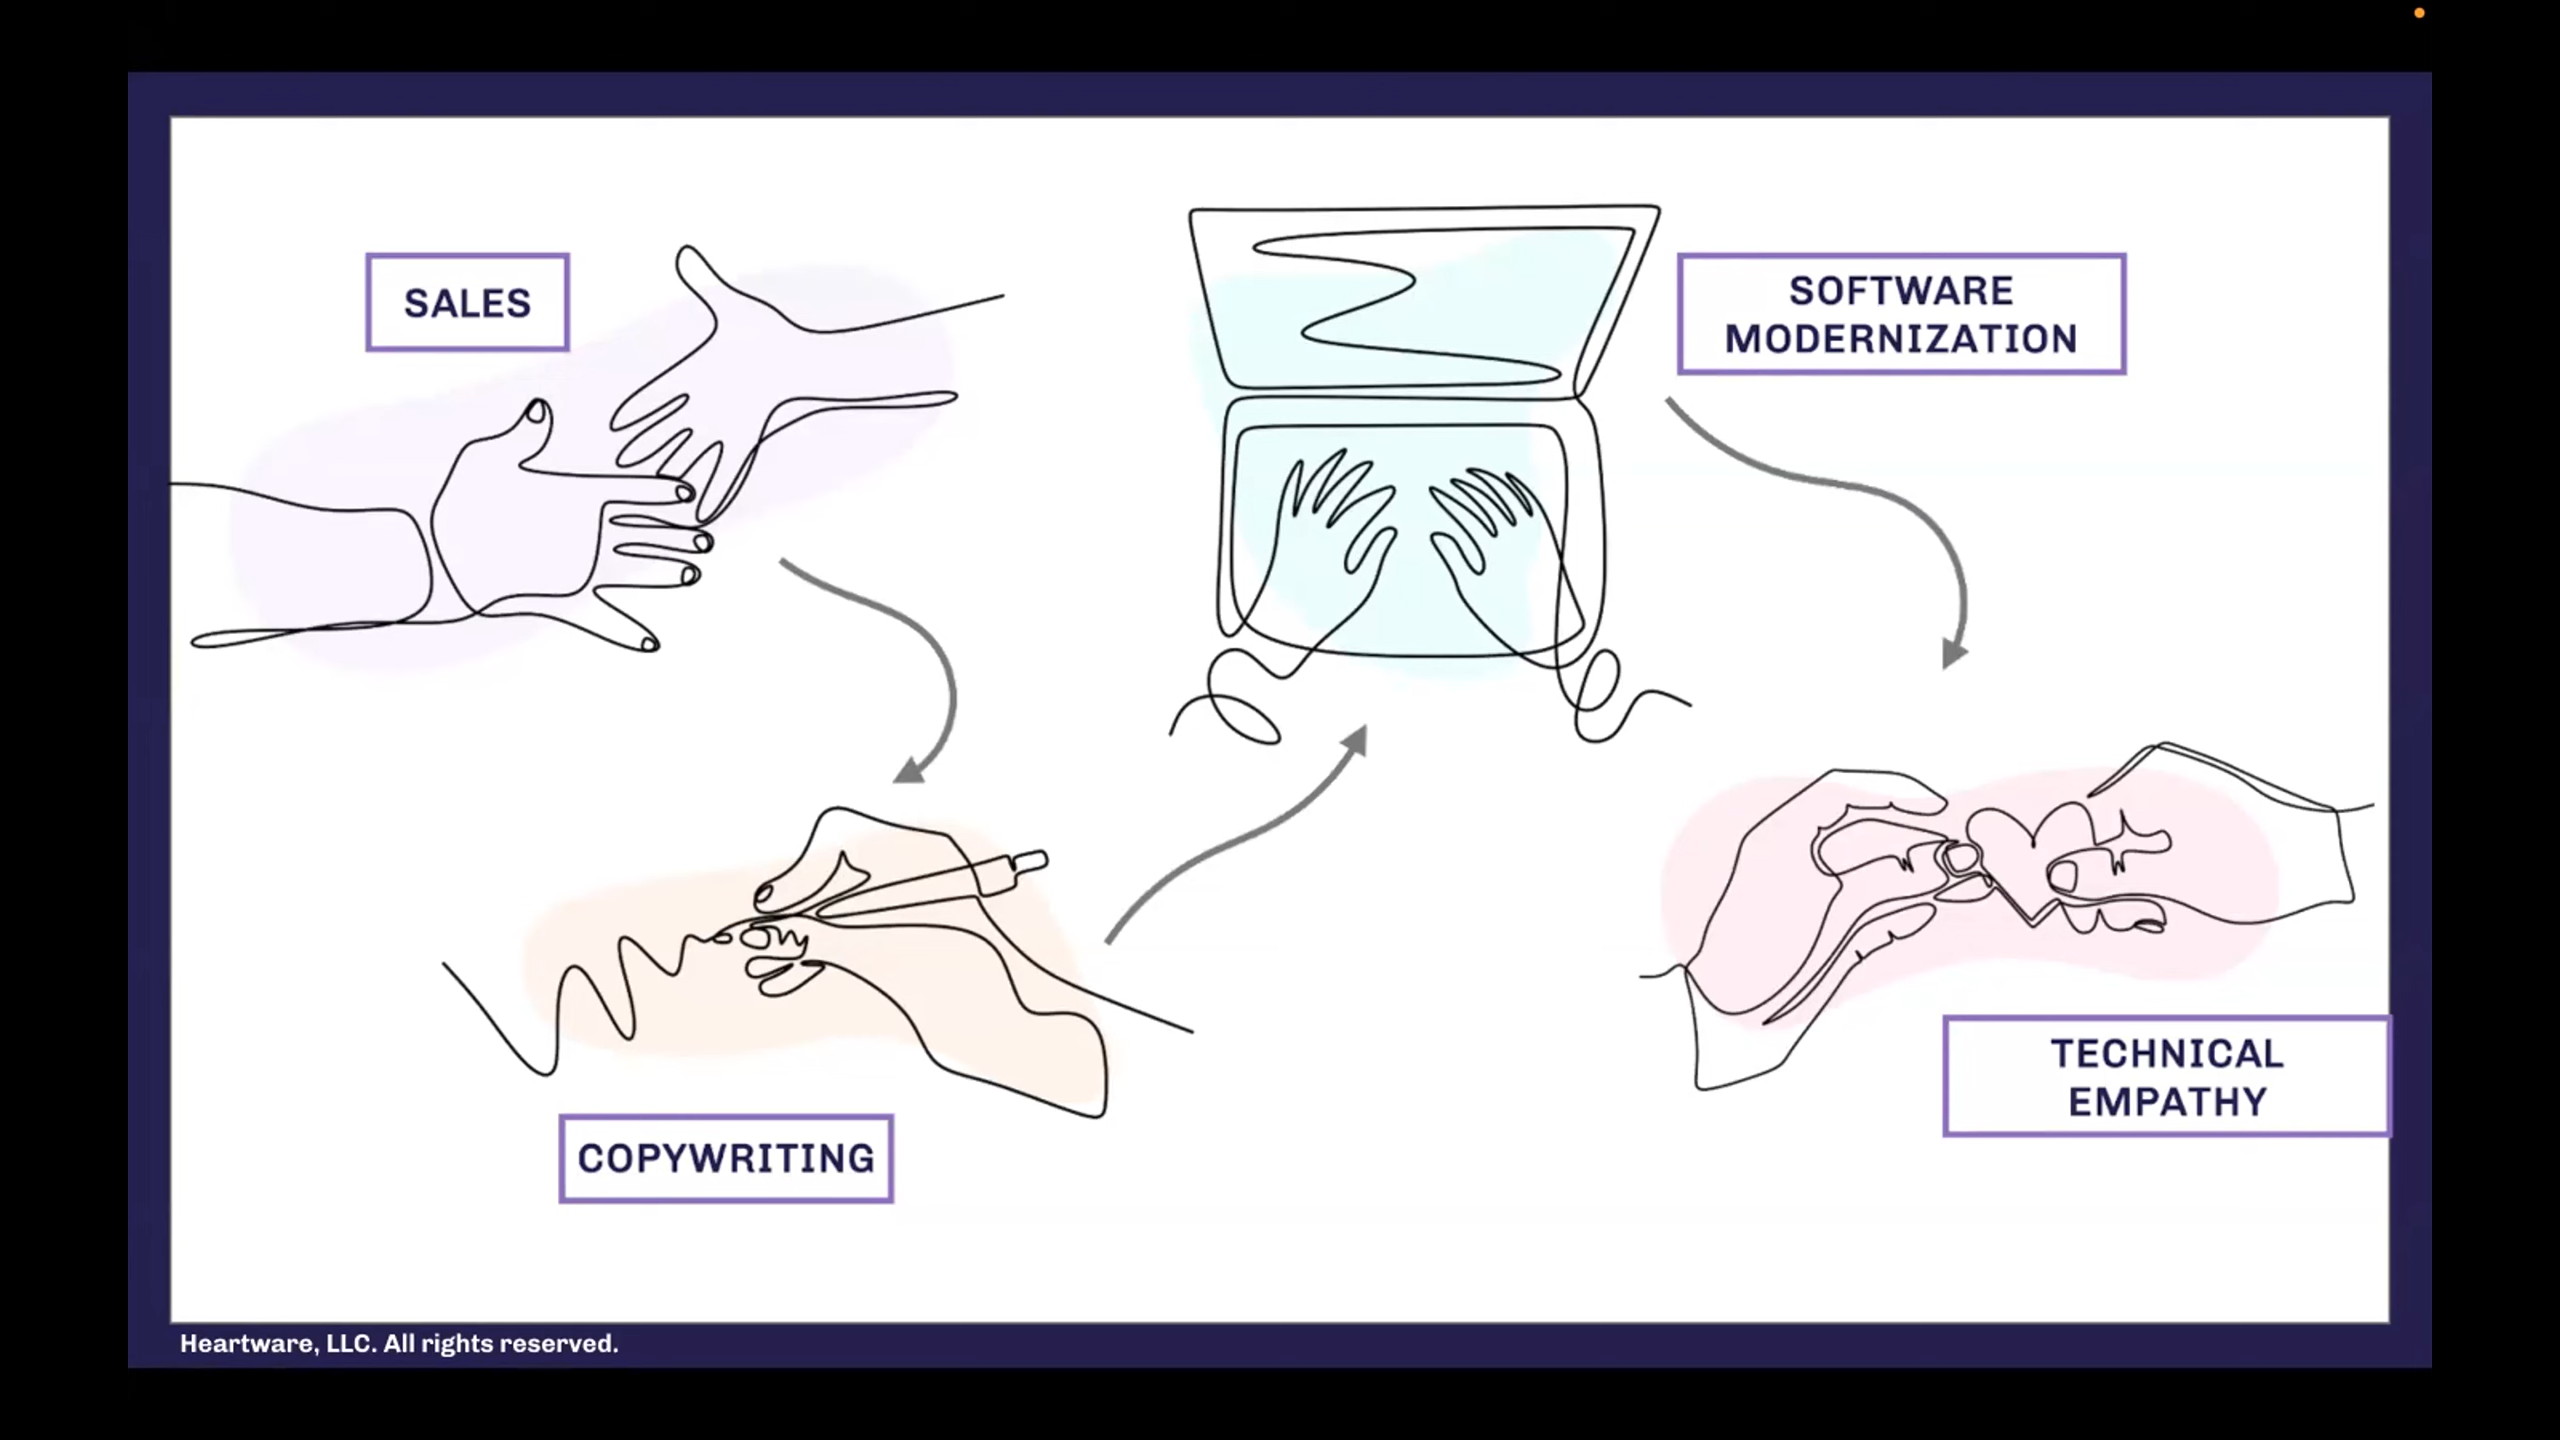 SALES
SOFTWARE
MODERNIZATION
COPYWRITING
TECHNICAL
EMPATHY
Heartware, LLC. All rights reserved.